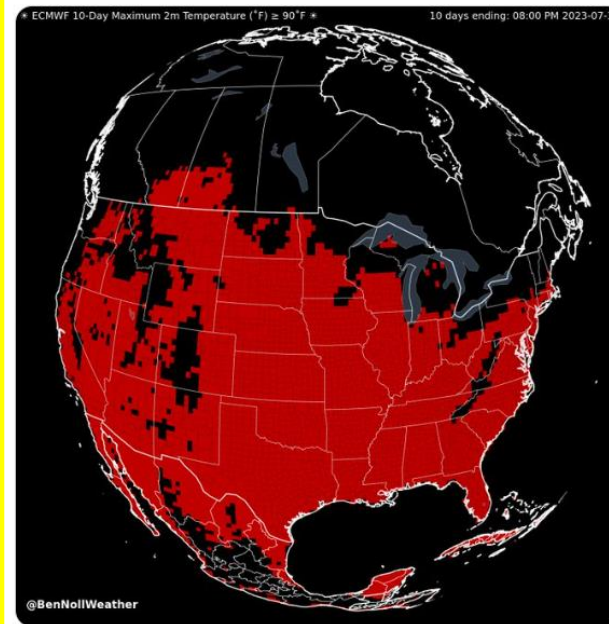 ☀ ECMWF 10-Day Maximum 2m Temperature (°F) ≥ 90°F ☀
10 days ending: 08:00 PM 2023-07-
@BenNollWeather